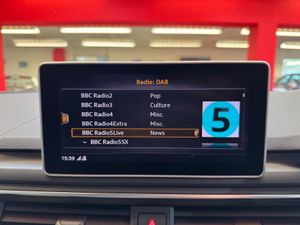 Radio: DAB
BBC Radio2 Pop
BBC Radio3 Culture
BBC Radio4 Misc.
BBC Radio4Extra Misc.
BBC Radio5Live News
BBC Radio5SX
5
15:39